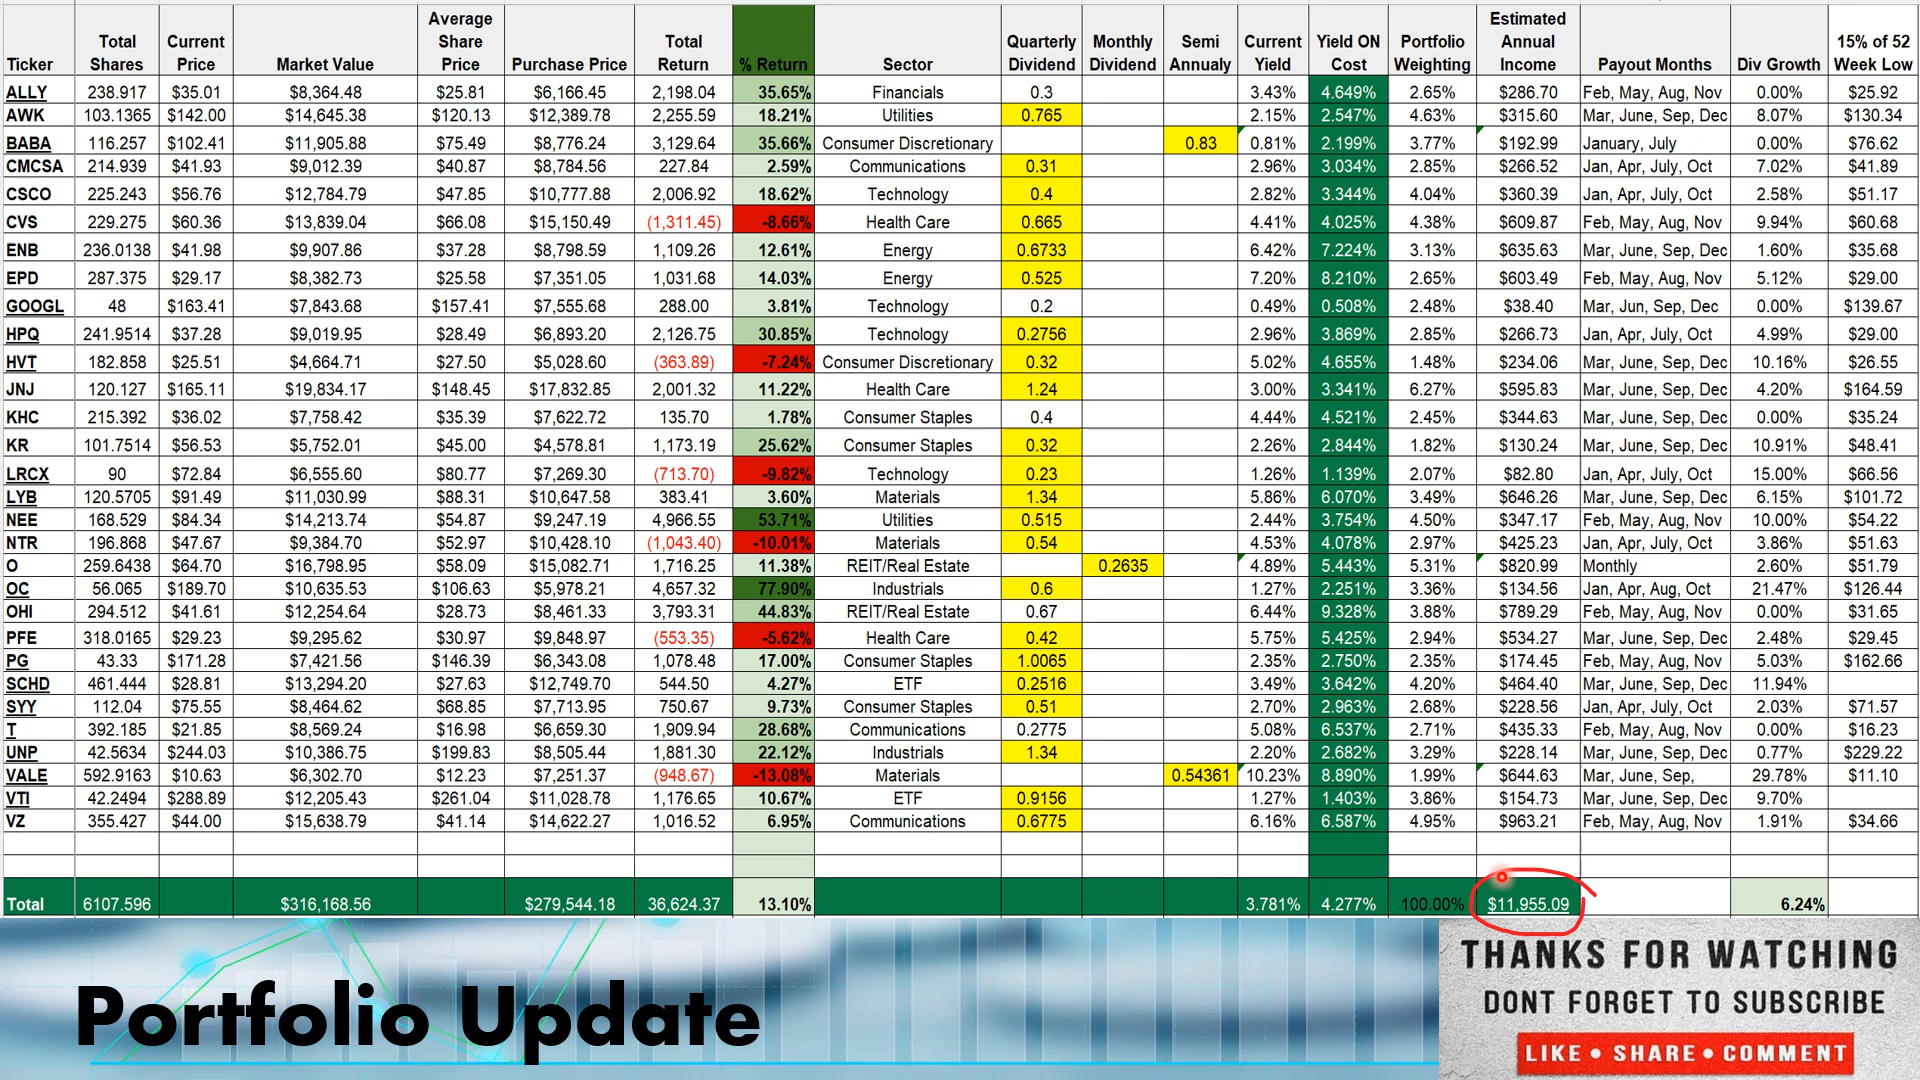 Ticker Total Shares Current Price Market Value Average Share Price Purchase Price Total Return % Return Sector Quarterly Dividend Monthly Dividend Semi Annualy Current Yield Yield ON Cost Portfolio Weighting Estimated Annual Income Payout Months Div Growth 15% of 52 Week Low
ALLY 238.917 $35.01 $8,364.48 $25.81 $6,166.45 2,198.04 35.65% Financials 0.3 3.43% 4.649% 2.65% $286.70 Feb, May, Aug, Nov 0.00% $25.92
AWK 103.1365 $142.00 $14,645.38 $120.13 $12,389.78 2,255.59 18.21% Utilities 0.765 2.15% 2.547% 4.63% $315.60 Mar, June, Sep, Dec 8.07% $130.34
BABA 116.257 $102.41 $11,905.88 $75.49 $8,776.24 3,129.64 35.66% Consumer Discretionary 0.83 0.81% 2.199% 3.77% $192.99 January, July 0.00% $76.62
CMCSA 214.939 $41.93 $9,012.39 $40.87 $8,784.56 227.84 2.59% Communications 0.31 2.96% 3.034% 2.85% $266.52 Jan, Apr, July, Oct 7.02% $41.89
CSCO 225.243 $56.76 $12,784.79 $47.85 $10,777.88 2,006.92 18.62% Technology 0.4 2.82% 3.344% 4.04% $360.39 Jan, Apr, July, Oct 2.58% $51.17
CVS 229.275 $60.36 $13,839.04 $66.08 $15,150.49 (1,311.45) -8.66% Health Care 0.665 4.41% 4.025% 4.38% $609.87 Feb, May, Aug, Nov 9.94% $60.68
ENB 236.0138 $41.98 $9,907.86 $37.28 $8,798.59 1,109.26 12.61% Energy 0.6733 6.42% 7.224% 3.13% $635.63 Mar, June, Sep, Dec 1.60% $35.68
EPD 287.375 $29.17 $8,382.73 $25.58 $7,351.05 1,031.68 14.03% Energy 0.525 7.20% 8.210% 2.65% $603.49 Feb, May, Aug, Nov 5.12% $29.00
GOOGL 48 $163.41 $7,843.68 $157.41 $7,555.68 288.00 3.81% Technology 0.2 0.49% 0.508% 2.48% $38.40 Mar, Jun, Sep, Dec 0.00% $139.67
HPQ 241.9514 $37.28 $9,019.95 $28.49 $6,893.20 2,126.75 30.85% Technology 0.2756 2.96% 3.869% 2.85% $266.73 Jan, Apr, July, Oct 4.99% $29.00
HVT 182.858 $25.51 $4,664.71 $27.50 $5,028.60 (363.89) -7.24% Consumer Discretionary 0.32 5.02% 4.655% 1.48% $234.06 Mar, June, Sep, Dec 10.16% $26.55
JNJ 120.127 $165.11 $19,834.17 $148.45 $17,832.85 2,001.32 11.22% Health Care 1.24 3.00% 3.341% 6.27% $595.83 Mar, June, Sep, Dec 4.20% $164.59
KHC 215.392 $36.02 $7,758.42 $35.39 $7,622.72 135.70 1.78% Consumer Staples 0.4 4.44% 4.521% 2.45% $344.63 Mar, June, Sep, Dec 0.00% $35.24
KR 101.7514 $56.53 $5,752.01 $45.00 $4,578.81 1,173.19 25.62% Consumer Staples 0.32 2.26% 2.844% 1.82% $130.24 Mar, June, Sep, Dec 10.91% $48.41
LRCX 90 $72.84 $6,555.60 $80.77 $7,269.30 (713.70) -9.82% Technology 0.23 1.26% 1.139% 2.07% $82.80 Jan, Apr, July, Oct 15.00% $66.56
LYB 120.5705 $91.49 $11,030.99 $88.31 $10,647.58 383.41 3.60% Materials 1.34 5.86% 6.070% 3.49% $646.26 Mar, June, Sep, Dec 6.15% $101.72
NEE 168.529 $84.34 $14,213.74 $54.87 $9,247.19 4,966.55 53.71% Utilities 0.515 2.44% 3.754% 4.50% $347.17 Feb, May, Aug, Nov 10.00% $54.22
NTR 196.868 $47.67 $9,384.70 $52.97 $10,428.10 (1,043.40) -10.01% Materials 0.54 4.53% 4.078% 2.97% $425.23 Jan, Apr, July, Oct 3.86% $51.63
O 259.6438 $64.70 $16,798.95 $58.09 $15,082.71 1,716.25 11.38% REIT/Real Estate 0.2635 4.89% 5.443% 5.31% $820.99 Monthly 2.60% $51.79
OC 56.065 $189.70 $10,635.53 $106.63 $5,978.21 4,657.32 77.90% Industrials 0.6 1.27% 2.251% 3.36% $134.56 Jan, Apr, Aug, Oct 21.47% $126.44
OHI 294.512 $41.61 $12,254.64 $28.73 $8,461.33 3,793.31 44.83% REIT/Real Estate 0.67 6.44% 9.328% 3.88% $789.29 Feb, May, Aug, Nov 0.00% $31.65
PFE 318.0165 $29.23 $9,295.62 $30.97 $9,848.97 (553.35) -5.62% Health Care 0.42 5.75% 5.425% 2.94% $534.27 Mar, June, Sep, Dec 2.48% $29.45
PG 43.33 $171.28 $7,421.56 $146.39 $6,343.08 1,078.48 17.00% Consumer Staples 1.0065 2.35% 2.750% 2.35% $174.45 Feb, May, Aug, Nov 5.03% $162.66
SCHD 461.444 $28.81 $13,294.20 $27.63 $12,749.70 544.50 4.27% ETF 0.2516 3.49% 3.642% 4.20% $464.40 Mar, June, Sep, Dec 11.94%
SYY 112.04 $75.55 $8,464.62 $68.85 $7,713.95 750.67 9.73% Consumer Staples 0.51 2.70% 2.963% 2.68% $228.56 Jan, Apr, July, Oct 2.03% $71.57
T 392.185 $21.85 $8,569.24 $16.98 $6,659.30 1,909.94 28.68% Communications 0.2775 5.08% 6.537% 2.71% $435.33 Feb, May, Aug, Nov 0.00% $16.23
UNP 42.5634 $244.03 $10,386.75 $199.83 $8,505.44 1,881.30 22.12% Industrials 1.34 2.20% 2.682% 3.29% $228.14 Mar, June, Sep, Dec 0.77% $229.22
VALE 592.9163 $10.63 $6,302.70 $12.23 $7,251.37 (948.67) -13.08% Materials 0.54361 10.23% 8.890% 1.99% $644.63 Mar, June, Sep, 29.78% $11.10
VTI 42.2494 $288.89 $12,205.43 $261.04 $11,028.78 1,176.65 10.67% ETF 0.9156 1.27% 1.403% 3.86% $154.73 Mar, June, Sep, Dec 9.70%
VZ 355.427 $44.00 $15,638.79 $41.14 $14,622.27 1,016.52 6.95% Communications 0.6775 6.16% 6.587% 4.95% $963.21 Feb, May, Aug, Nov 1.91% $34.66
Total 6107.596 $316,168.56 $279,544.18 36,624.37 13.10% 3.781% 4.277% 100.00% $11,955.09 6.24%
Portfolio Update
THANKS FOR WATCHING
DONT FORGET TO SUBSCRIBE
LIKE • SHARE • COMMENT